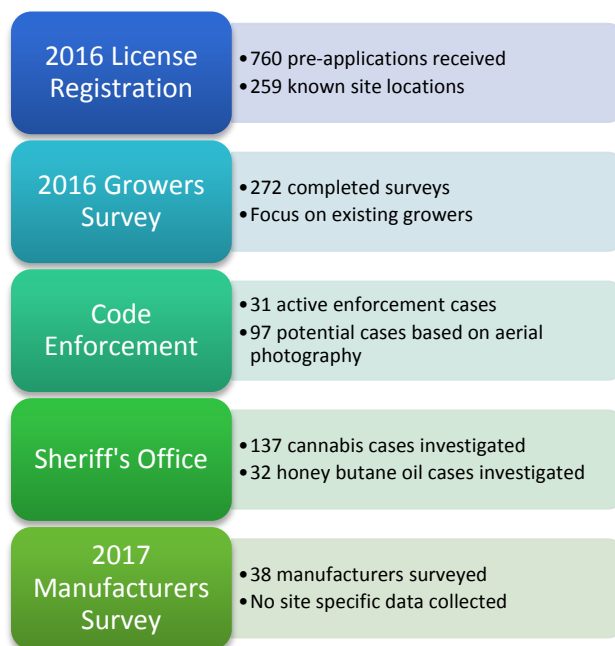 2016 License
Registration
•760 pre-applications received
•259 known site locations
2016 Growers
Survey
•272 completed surveys
•Focus on existing growers
Code
Enforcement
•31 active enforcement cases
•97 potential cases based on aerial
photography
Sheriff's Office
•137 cannabis cases investigated
•32 honey butane oil cases investigated
2017
Manufacturers
Survey
•38 manufacturers surveyed
•No site specific data collected